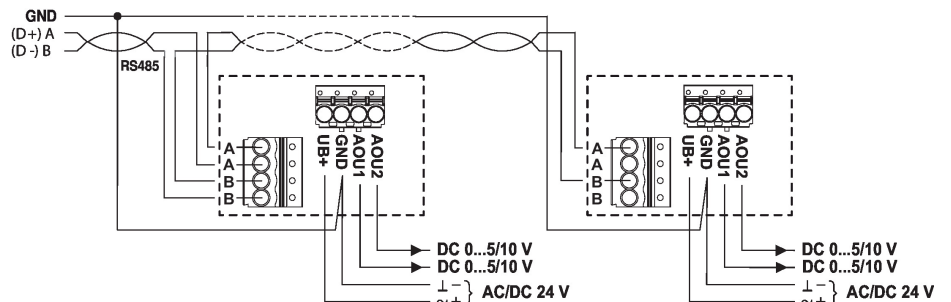 GND
(D+) A
(D -) B
RS485
A
A
B
B
UB+
GND
AOU1
AOU2
DC 0...5/10 V
DC 0...5/10 V
⊥ −
~ + } AC/DC 24 V
A
A
B
B
UB+
GND
AOU1
AOU2
DC 0...5/10 V
DC 0...5/10 V
⊥ −
~ + } AC/DC 24 V